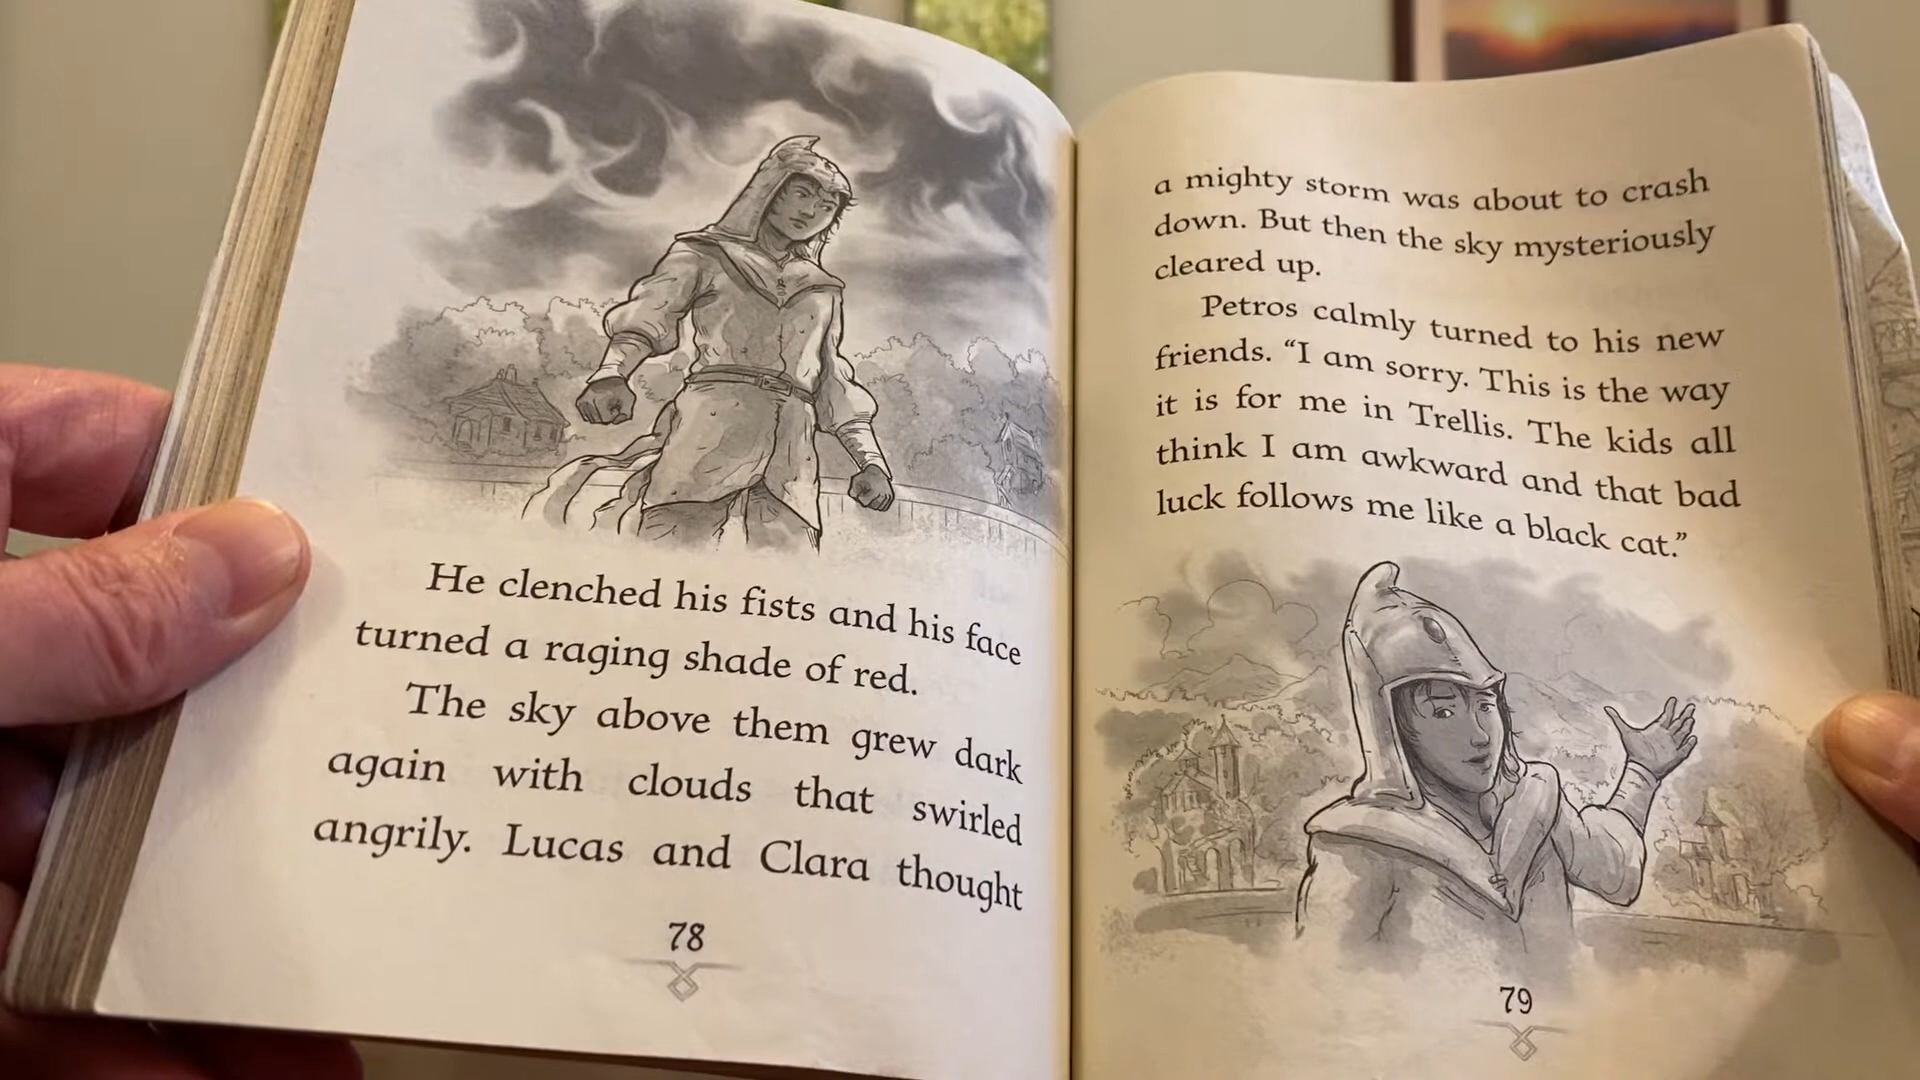 He clenched his fists and his face
turned a raging shade of red.
The sky above them grew dark
again with clouds that swirled
angrily. Lucas and Clara thought
78
a mighty storm was about to crash
down. But then the sky mysteriously
cleared up.
Petros calmly turned to his new
friends. “I am sorry. This is the way
it is for me in Trellis. The kids all
think I am awkward and that bad
luck follows me like a black cat.”
79